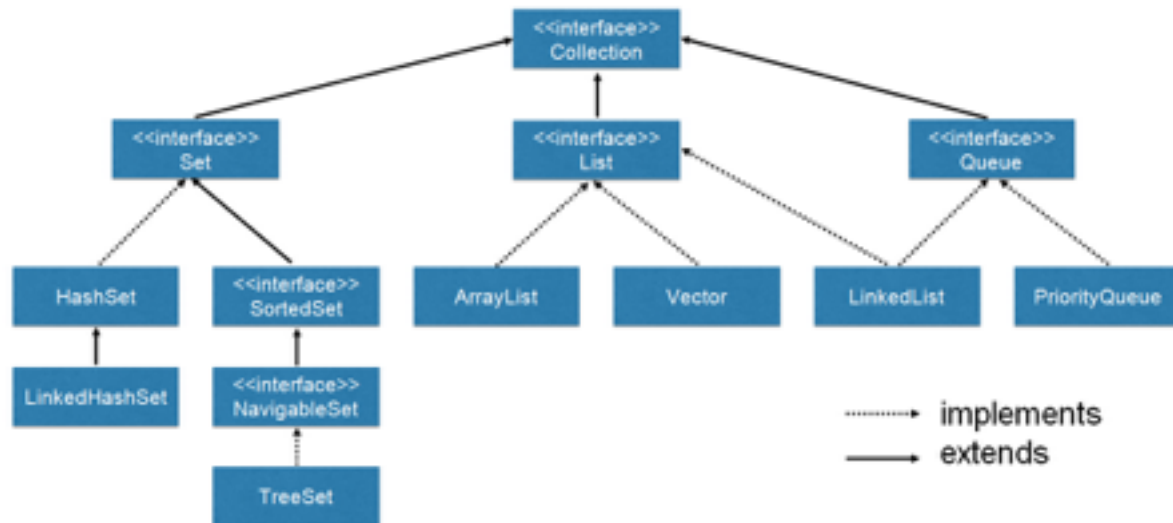 <<interface>>
Collection
<<interface>>
Set
<<interface>>
List
<<interface>>
Queue
HashSet
<<interface>>
SortedSet
ArrayList
Vector
LinkedList
PriorityQueue
LinkedHashSet
<<interface>>
NavigableSet
implements
extends
TreeSet